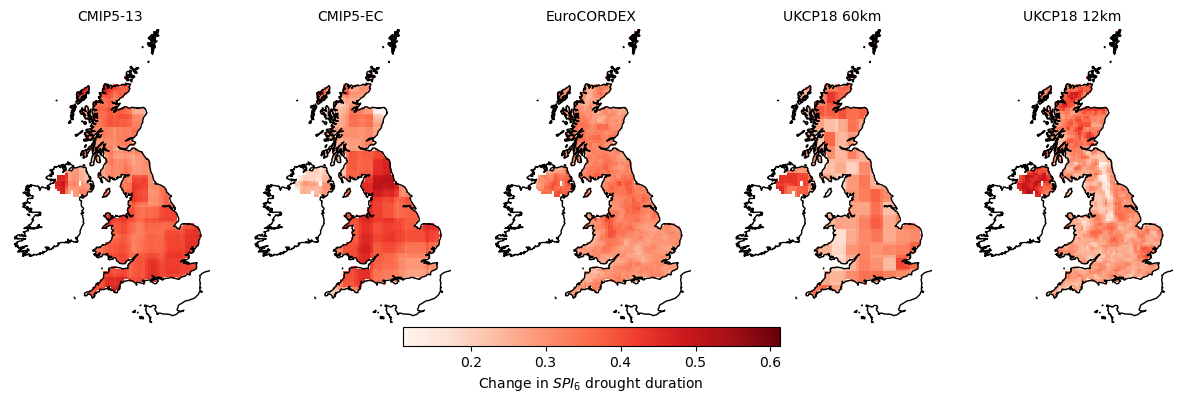 CMIP5-13 CMIP5-EC EuroCORDEX UKCP18 60km UKCP18 12km
0.2 0.3 0.4 0.5 0.6
Change in SPI6 drought duration